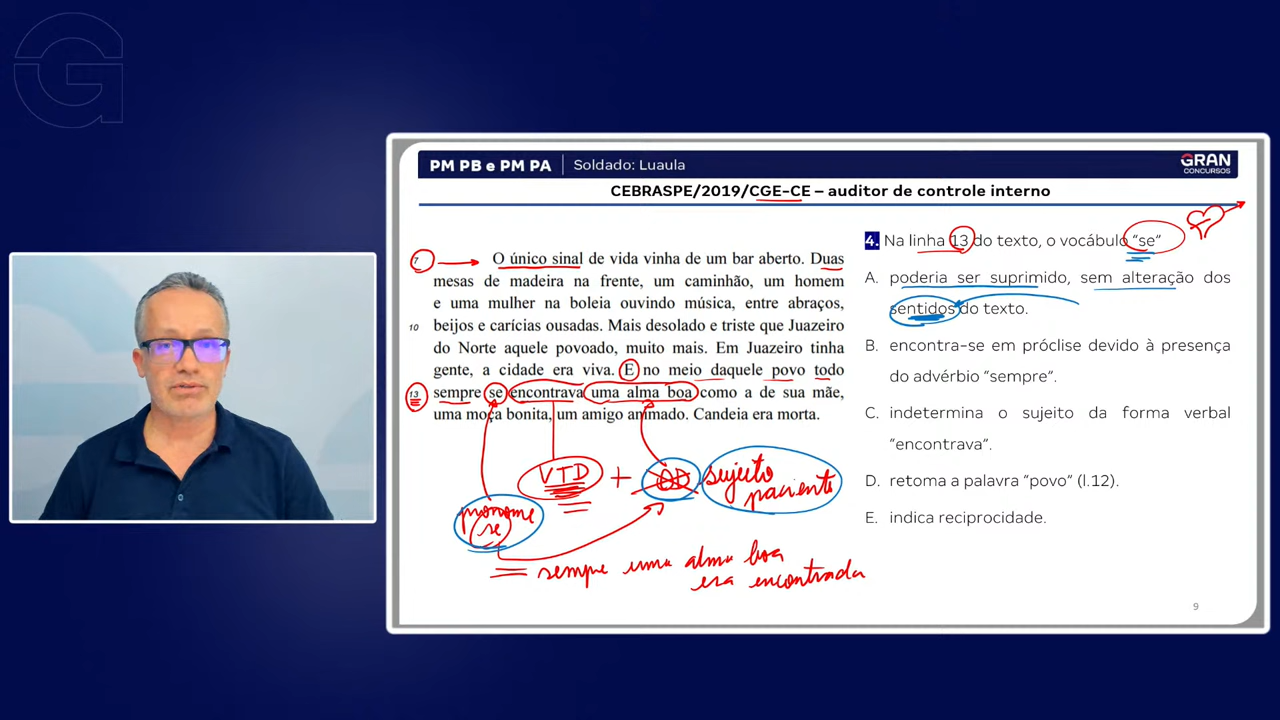 PM PB e PM PA
Soldado: Luaula
GRAN
CONCURSOS
CEBRASPE/2019/CGE-CE – auditor de controle interno
7 O único sinal de vida vinha de um bar aberto. Duas
mesas de madeira na frente, um caminhão, um homem
e uma mulher na boleia ouvindo música, entre abraços,
10 beijos e carícias ousadas. Mais desolado e triste que Juazeiro
do Norte aquele povoado, muito mais. Em Juazeiro tinha
gente, a cidade era viva. E no meio daquele povo todo
13 sempre se encontrava uma alma boa como a de sua mãe,
uma moça bonita, um amigo animado. Candeia era morta.
VTD + OD sujeito
paciente
pronome
se
= sempre uma alma boa
era encontrada
4. Na linha 13 do texto, o vocábulo “se”
A. poderia ser suprimido, sem alteração dos
sentidos do texto.
B. encontra-se em próclise devido à presença
do advérbio “sempre”.
C. indetermina o sujeito da forma verbal
“encontrava”.
D. retoma a palavra “povo” (l.12).
E. indica reciprocidade.
9